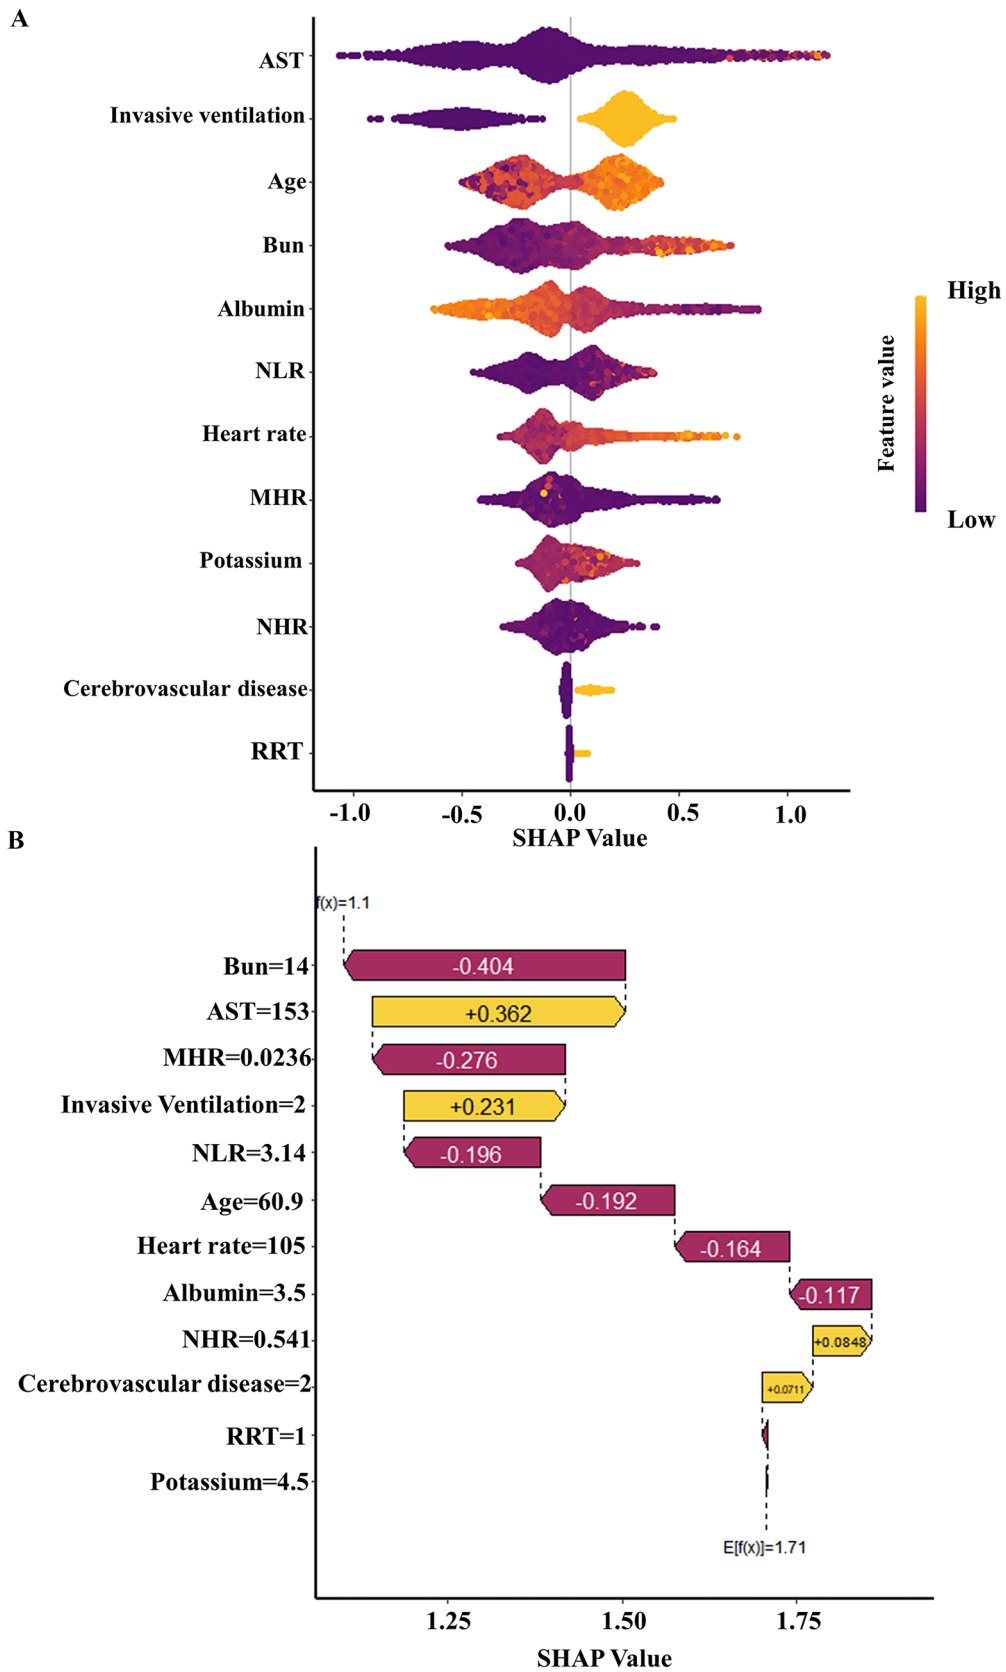 A
AST
Invasive ventilation
Age
Bun
Albumin
NLR
Heart rate
MHR
Potassium
NHR
Cerebrovascular disease
RRT
High
Feature value
Low
-1.0 -0.5 0.0 0.5 1.0
SHAP Value
B
f(x)=1.1
Bun=14 -0.404
AST=153 +0.362
MHR=0.0236 -0.276
Invasive Ventilation=2 +0.231
NLR=3.14 -0.196
Age=60.9 -0.192
Heart rate=105 -0.164
Albumin=3.5 -0.117
NHR=0.541 +0.0848
Cerebrovascular disease=2 +0.0711
RRT=1
Potassium=4.5
E[f(x)]=1.71
1.25 1.50 1.75
SHAP Value